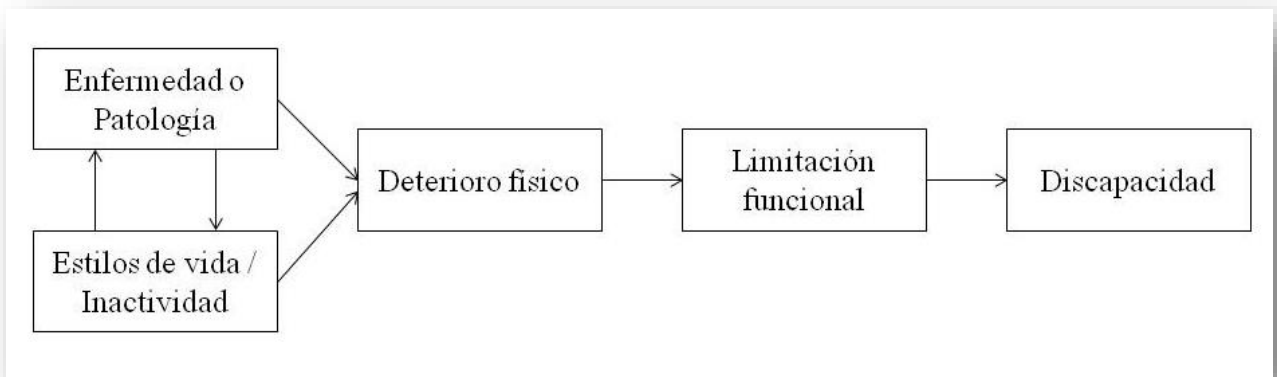 Enfermedad o
Patología
Estilos de vida /
Inactividad
Deterioro físico
Limitación
funcional
Discapacidad